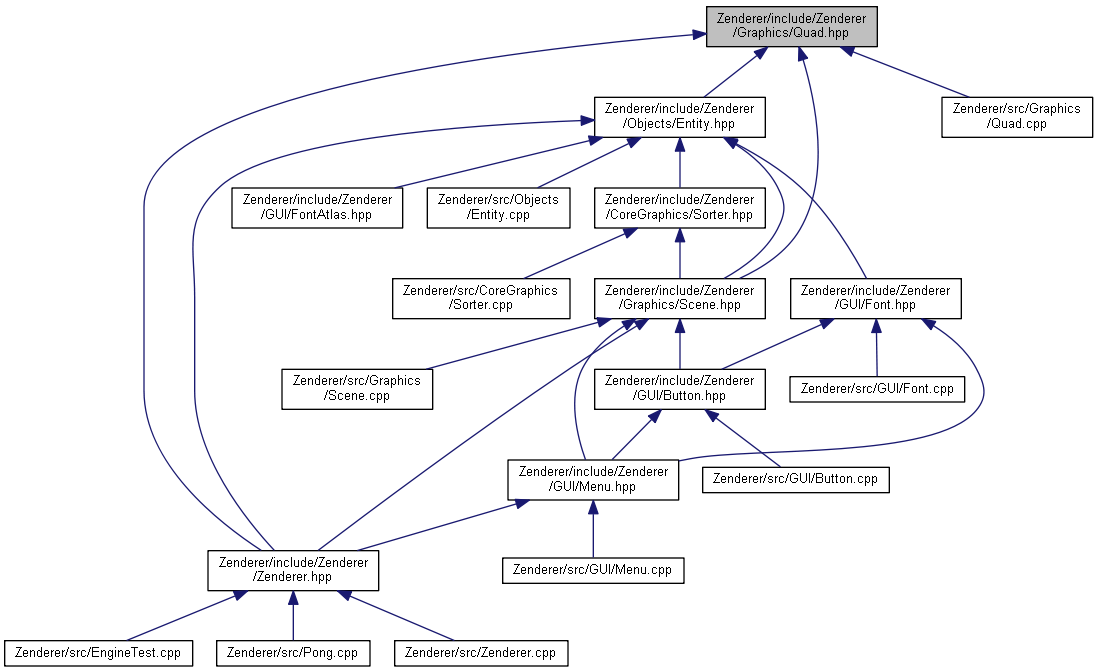 Zenderer/include/Zenderer
/Graphics/Quad.hpp
Zenderer/include/Zenderer
/Objects/Entity.hpp
Zenderer/src/Graphics
/Quad.cpp
Zenderer/include/Zenderer
/GUI/FontAtlas.hpp
Zenderer/src/Objects
/Entity.cpp
Zenderer/include/Zenderer
/CoreGraphics/Sorter.hpp
Zenderer/src/CoreGraphics
/Sorter.cpp
Zenderer/include/Zenderer
/Graphics/Scene.hpp
Zenderer/include/Zenderer
/GUI/Font.hpp
Zenderer/src/Graphics
/Scene.cpp
Zenderer/include/Zenderer
/GUI/Button.hpp
Zenderer/src/GUI/Font.cpp
Zenderer/include/Zenderer
/GUI/Menu.hpp
Zenderer/src/GUI/Button.cpp
Zenderer/include/Zenderer
/Zenderer.hpp
Zenderer/src/GUI/Menu.cpp
Zenderer/src/EngineTest.cpp
Zenderer/src/Pong.cpp
Zenderer/src/Zenderer.cpp